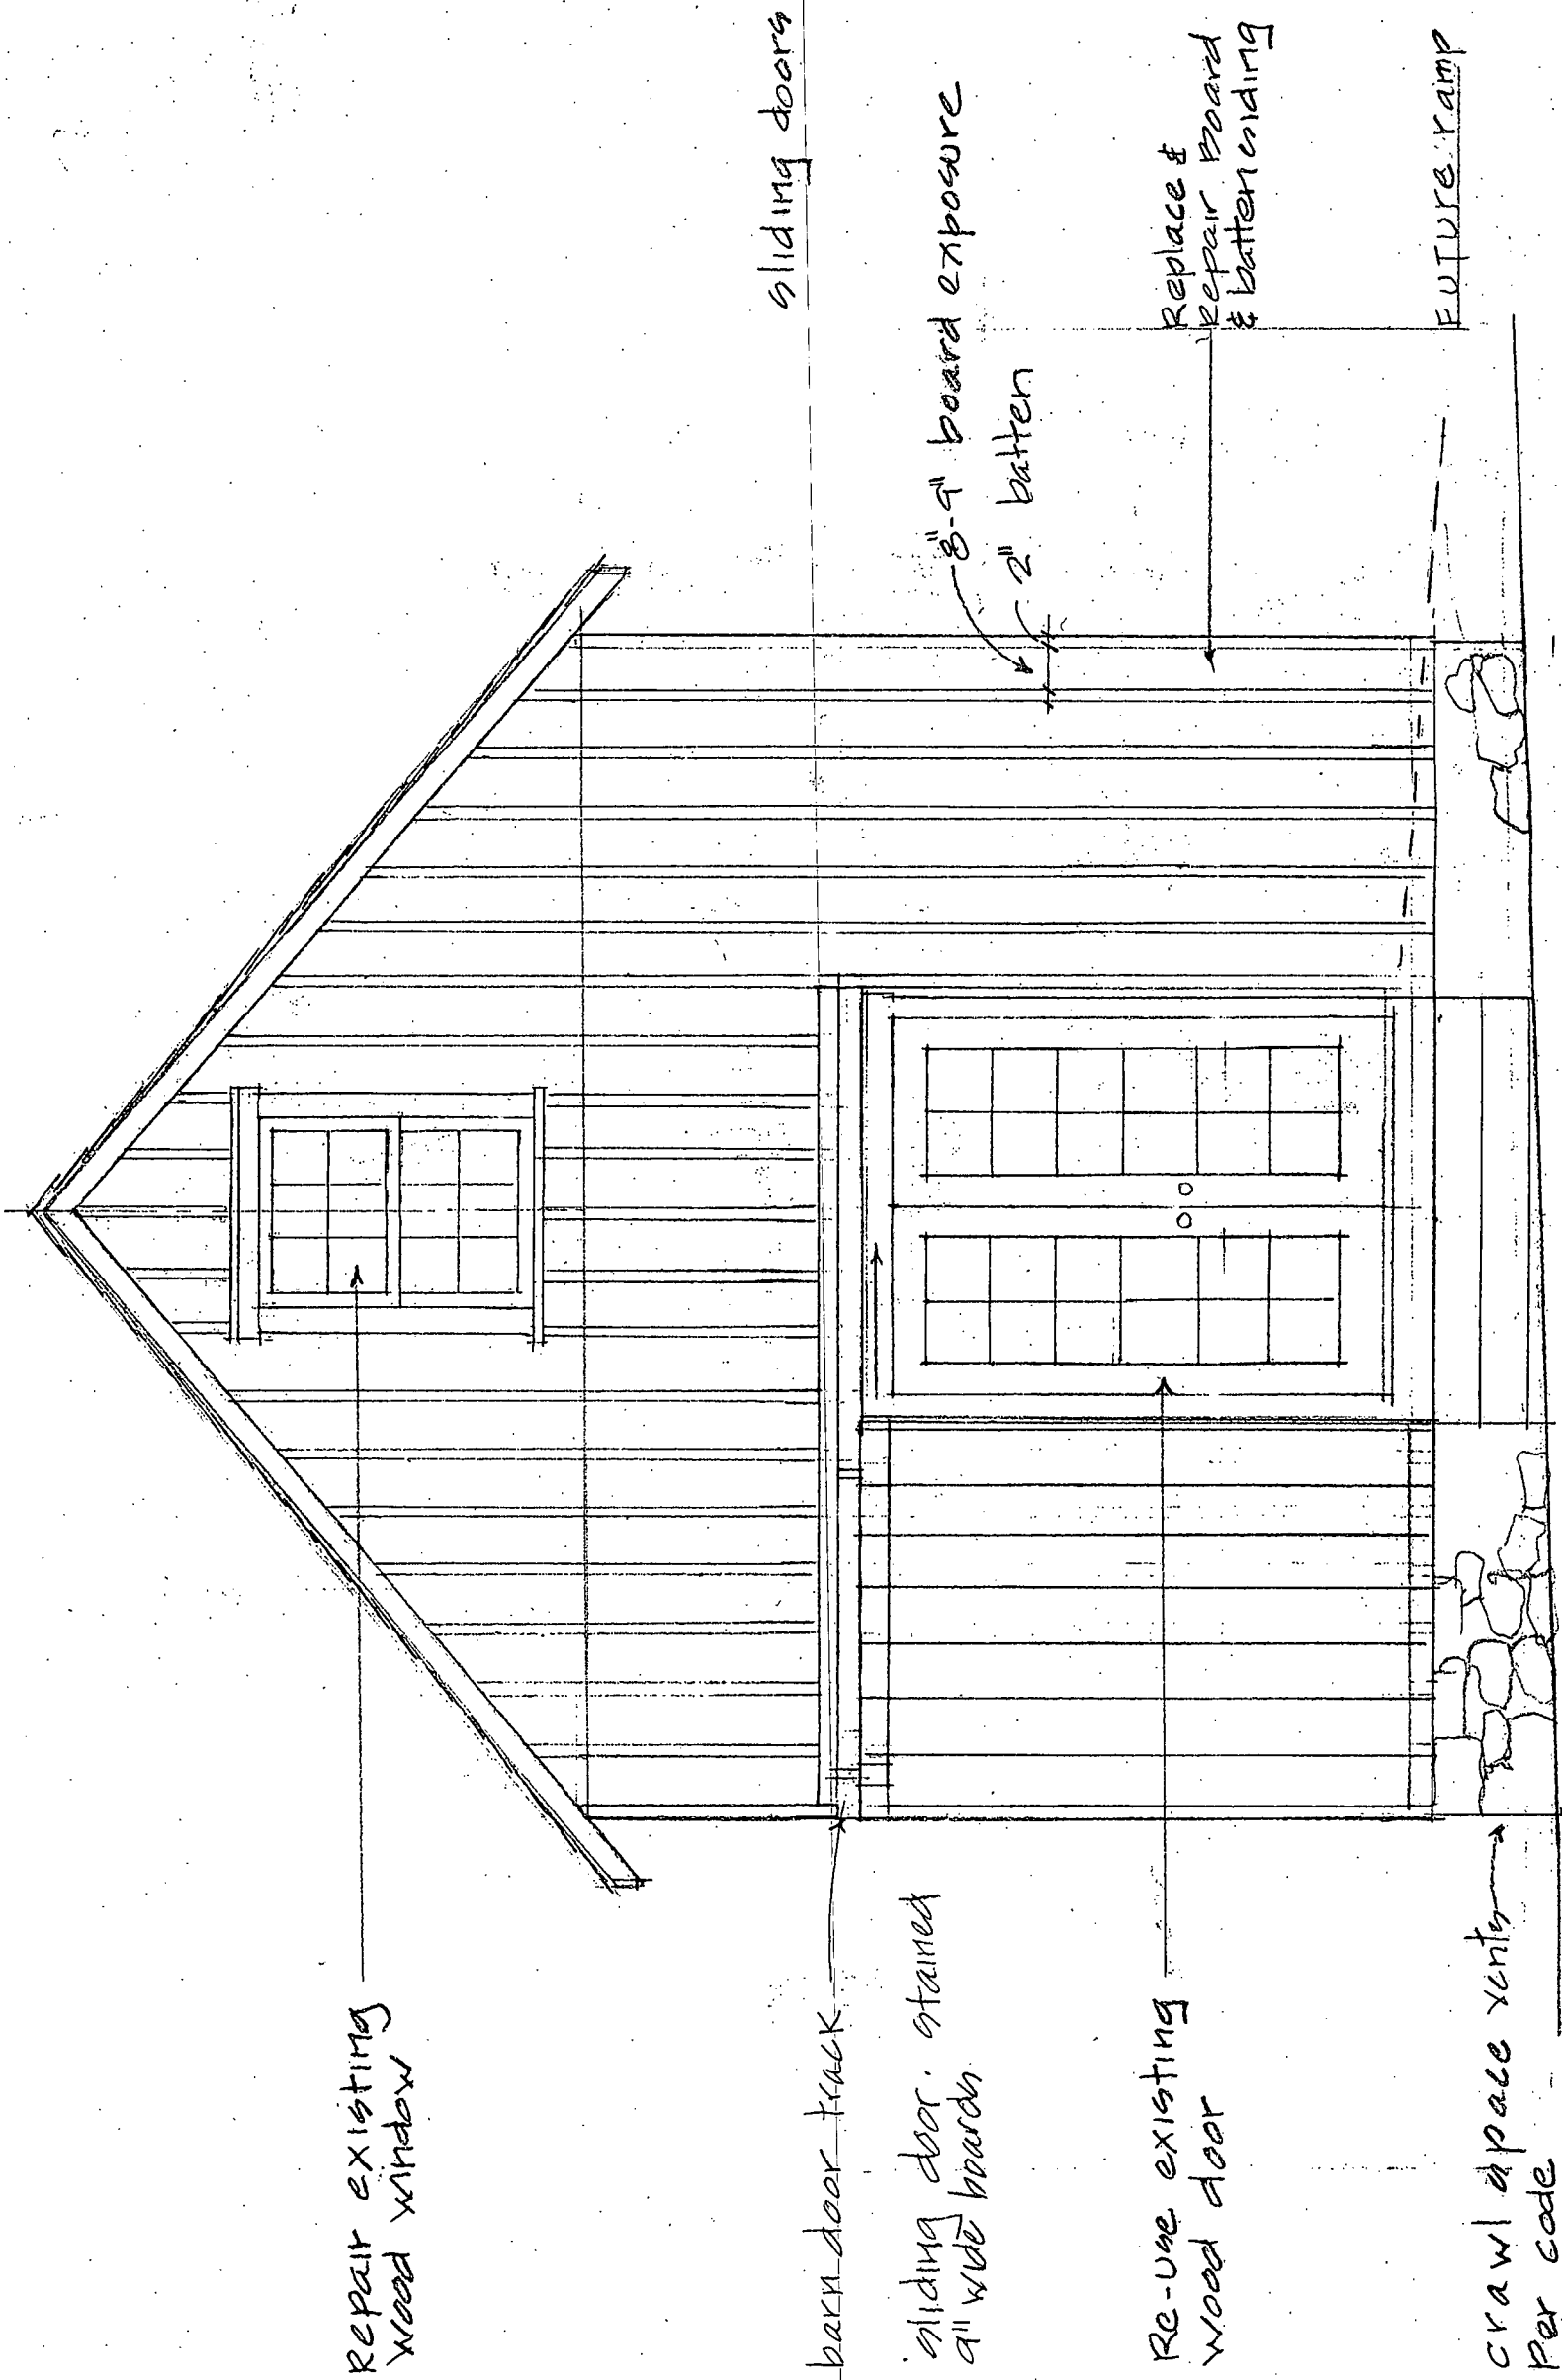 Repair existing
wood window
barn door track
sliding door. stained
9" wide boards
Re-use existing
wood door
crawl space vents
Per code
sliding doors
8"-9" board exposure
2" batten
Replace &
repair board
& batten siding
FUTURE ramp